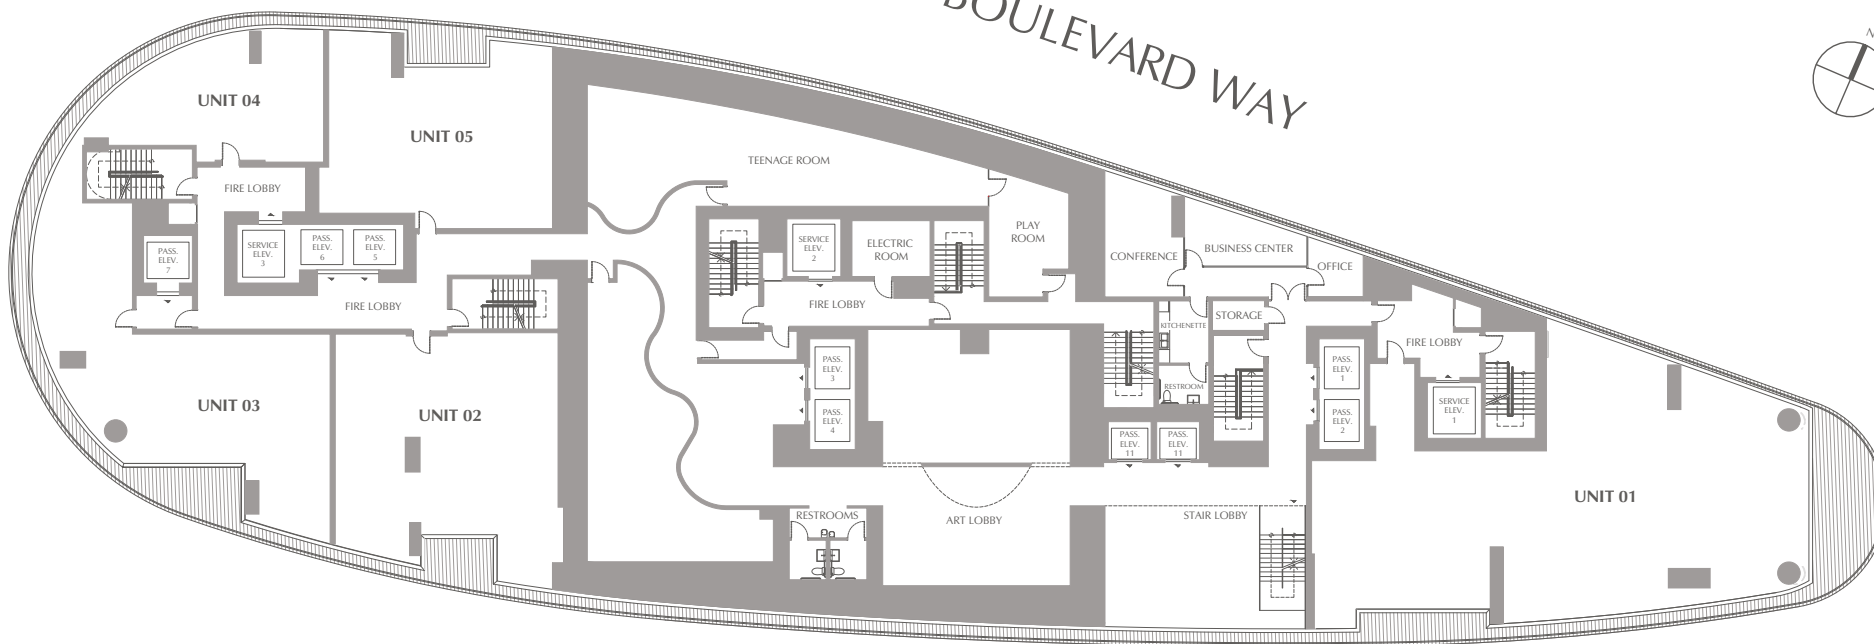 BOULEVARD WAY
N
UNIT 04
UNIT 05
TEENAGE ROOM
FIRE LOBBY
PLAY
ROOM
SERVICE
ELEV.
3
PASS.
ELEV.
6
PASS.
ELEV.
5
PASS.
ELEV.
7
SERVICE
ELEV.
2
ELECTRIC
ROOM
CONFERENCE
BUSINESS CENTER
OFFICE
FIRE LOBBY
FIRE LOBBY
KITCHENETTE
STORAGE
FIRE LOBBY
PASS.
ELEV.
3
PASS.
ELEV.
4
RESTROOM
PASS.
ELEV.
1
PASS.
ELEV.
2
SERVICE
ELEV.
1
UNIT 03
UNIT 02
PASS.
ELEV.
11
PASS.
ELEV.
11
UNIT 01
RESTROOMS
ART LOBBY
STAIR LOBBY